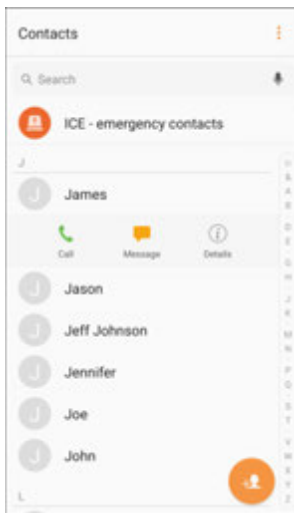 Contacts
Search
ICE - emergency contacts
J
James
Call Message Details
Jason
Jeff Johnson
Jennifer
Joe
John
L